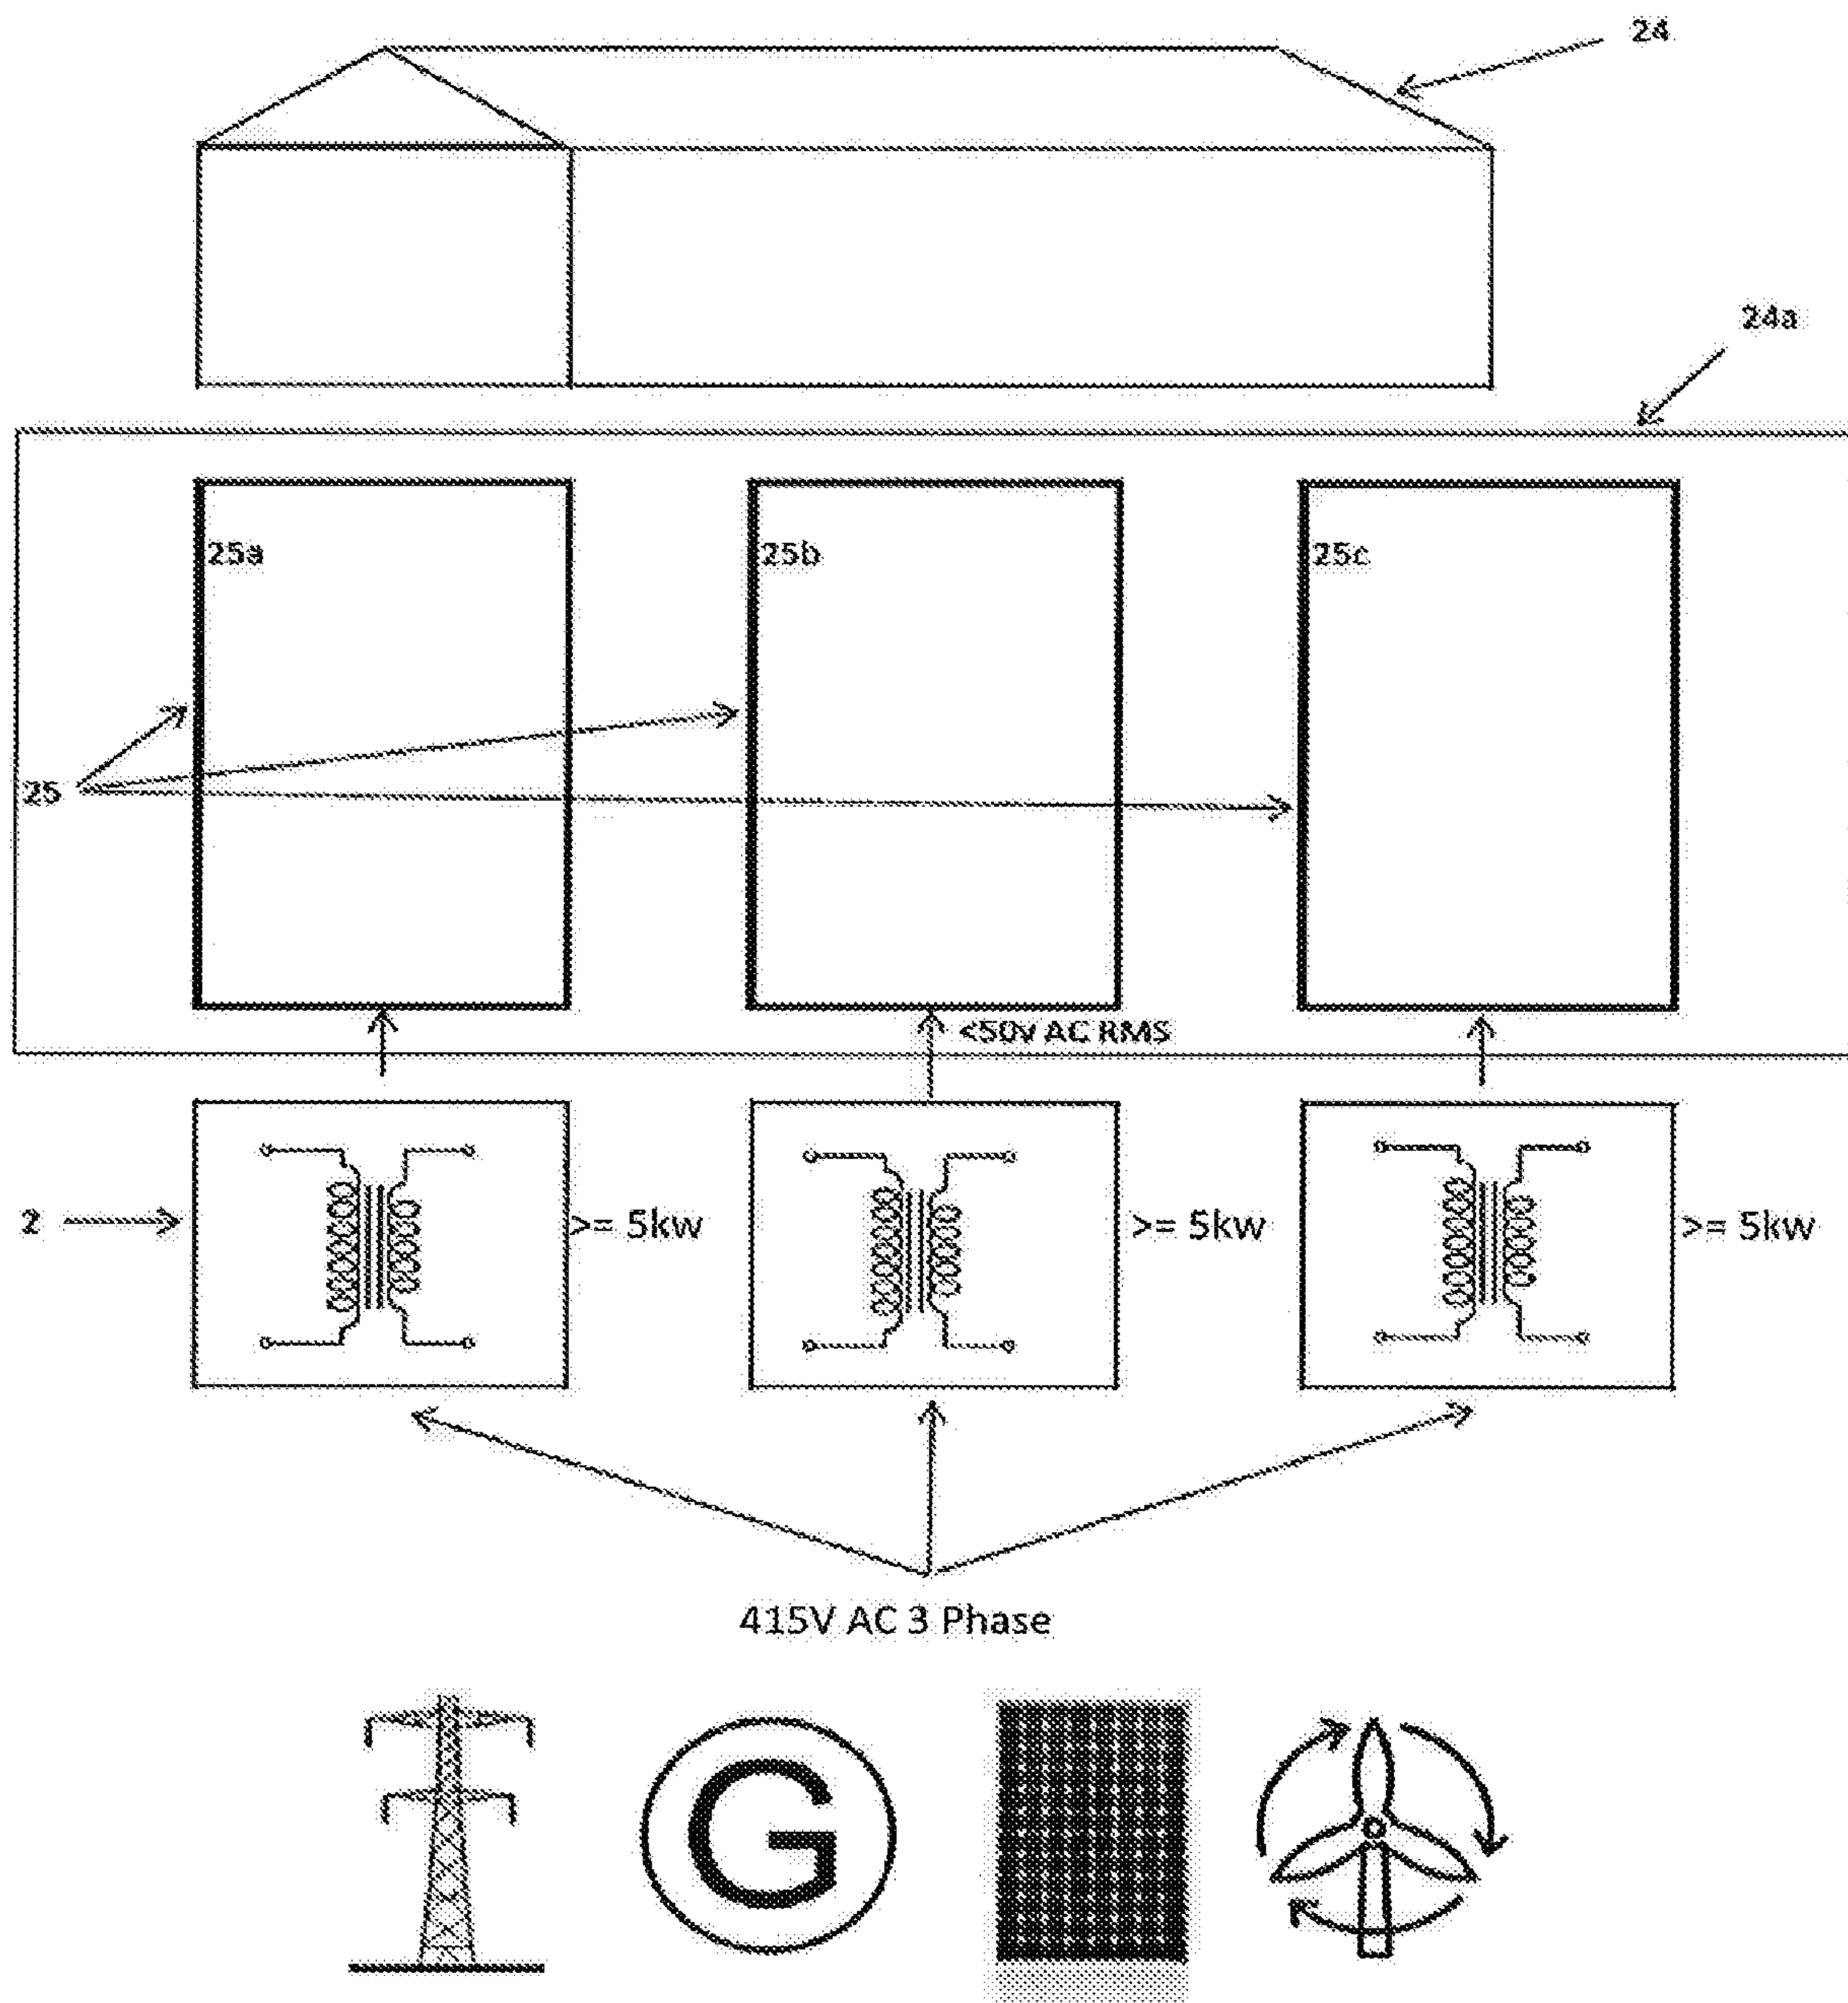 24
24a
25a
25b
25c
25
<50v AC RMS
2
>= 5kw
>= 5kw
>= 5kw
415V AC 3 Phase
G